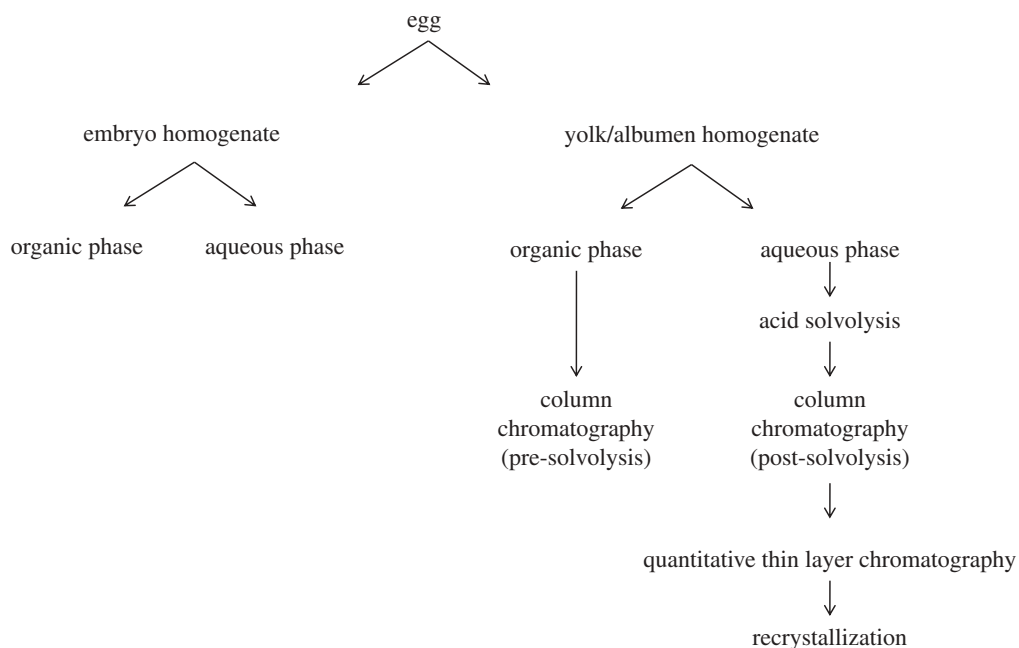 egg
embryo homogenate
yolk/albumen homogenate
organic phase
aqueous phase
organic phase
aqueous phase
acid solvolysis
column
chromatography
(pre-solvolysis)
column
chromatography
(post-solvolysis)
quantitative thin layer chromatography
recrystallization